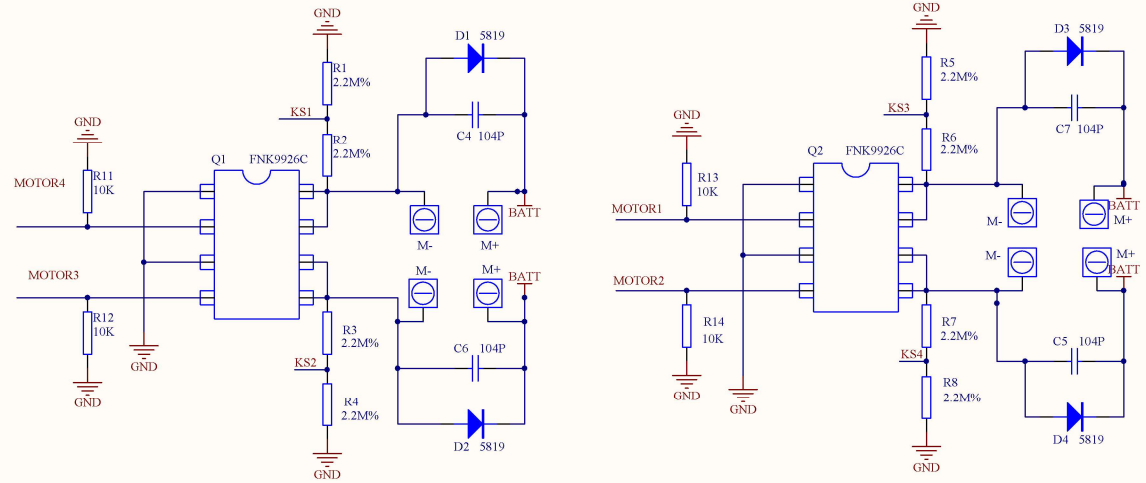 GND
D1 5819
R1
2.2M%
KS1
C4 104P
R2
2.2M%
GND
Q1 FNK9926C
MOTOR4
R11
10K
BATT
M-
M+
MOTOR3
M-
M+
BATT
R12
10K
R3
2.2M%
GND
KS2
C6 104P
R4
2.2M%
GND
D2 5819
GND
GND
D3 5819
R5
2.2M%
KS3
C7 104P
R6
2.2M%
GND
Q2 FNK9926C
R13
10K
MOTOR1
BATT
M-
M+
M-
M+
BATT
MOTOR2
R14
10K
R7
2.2M%
KS4
C5 104P
R8
2.2M%
GND
GND
D4 5819
GND